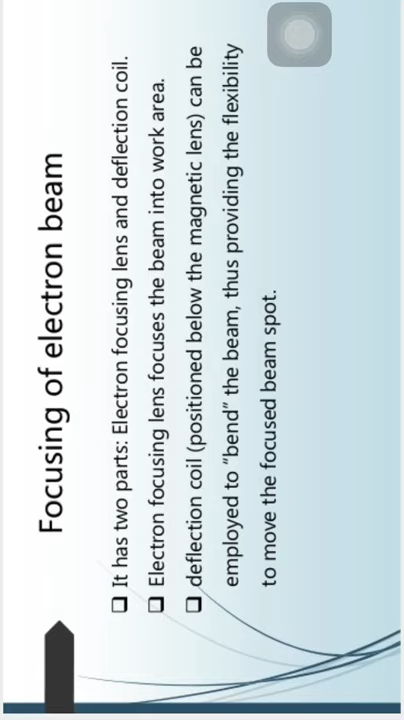 Focusing of electron beam
❑ It has two parts: Electron focusing lens and deflection coil.
❑ Electron focusing lens focuses the beam into work area.
❑ deflection coil (positioned below the magnetic lens) can be
employed to "bend" the beam, thus providing the flexibility
to move the focused beam spot.